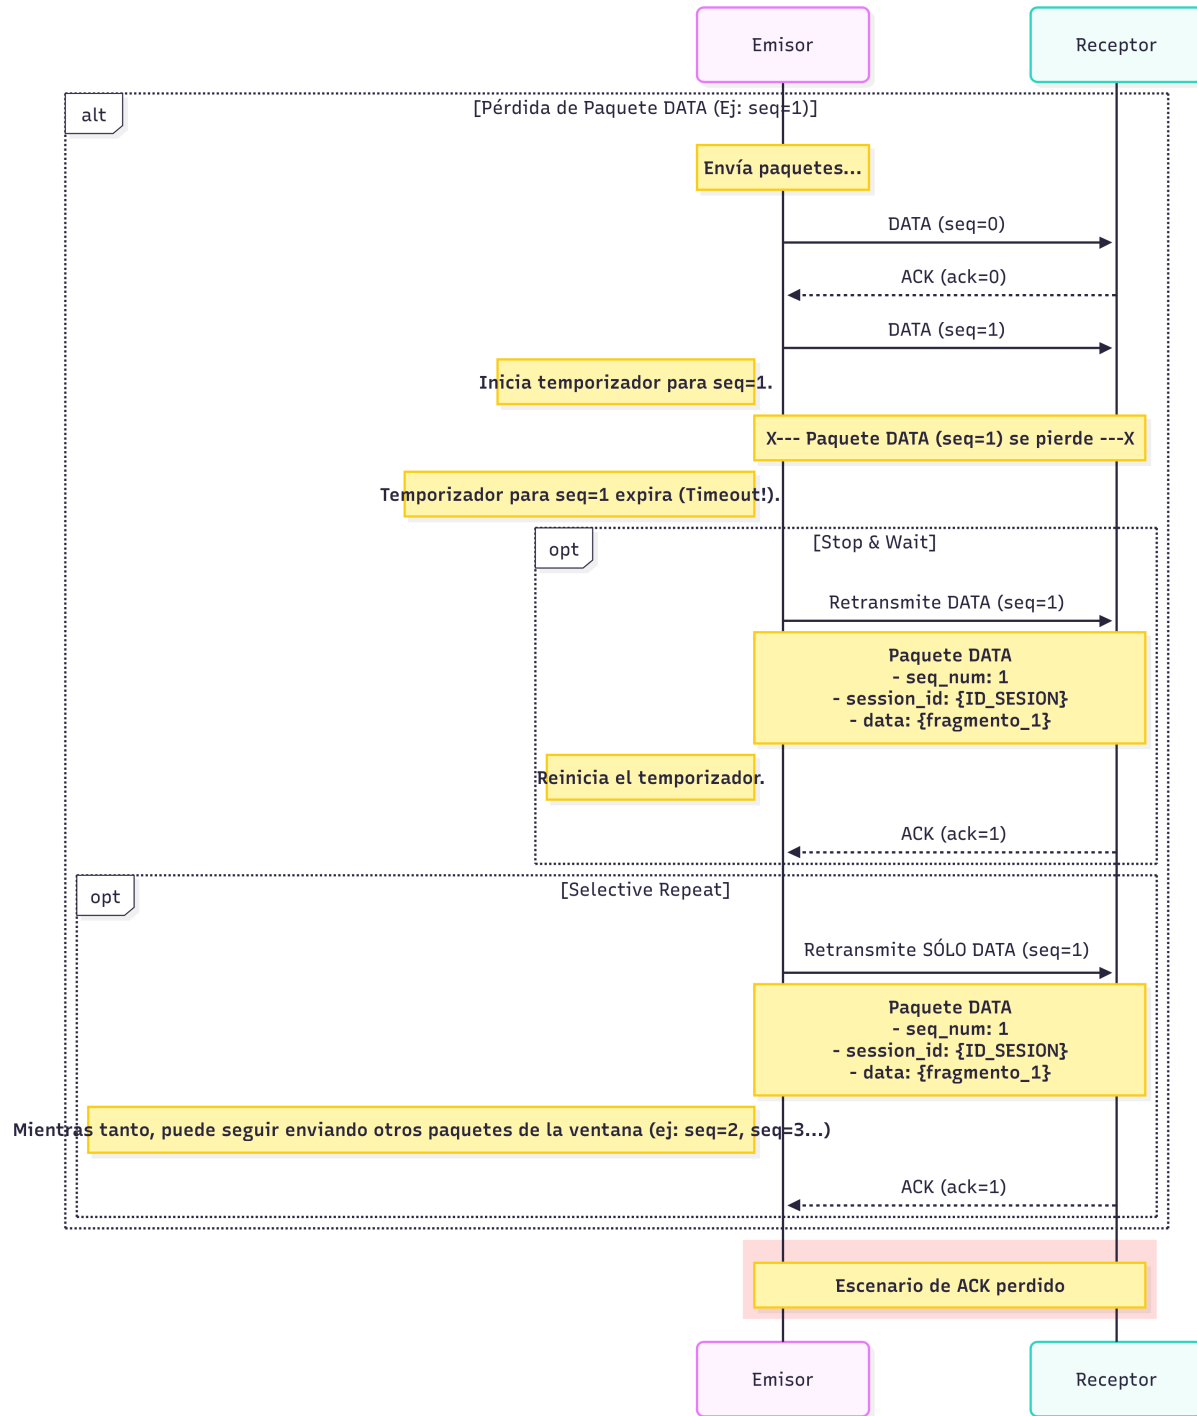 Emisor
Receptor
alt
[Pérdida de Paquete DATA (Ej: seq=1)]
Envía paquetes...
DATA (seq=0)
ACK (ack=0)
DATA (seq=1)
Inicia temporizador para seq=1.
X--- Paquete DATA (seq=1) se pierde ---X
Temporizador para seq=1 expira (Timeout!).
opt
[Stop & Wait]
Retransmite DATA (seq=1)
Paquete DATA
- seq_num: 1
- session_id: {ID_SESION}
- data: {fragmento_1}
Reinicia el temporizador.
ACK (ack=1)
opt
[Selective Repeat]
Retransmite SÓLO DATA (seq=1)
Paquete DATA
- seq_num: 1
- session_id: {ID_SESION}
- data: {fragmento_1}
Mientras tanto, puede seguir enviando otros paquetes de la ventana (ej: seq=2, seq=3...)
ACK (ack=1)
Escenario de ACK perdido
Emisor
Receptor